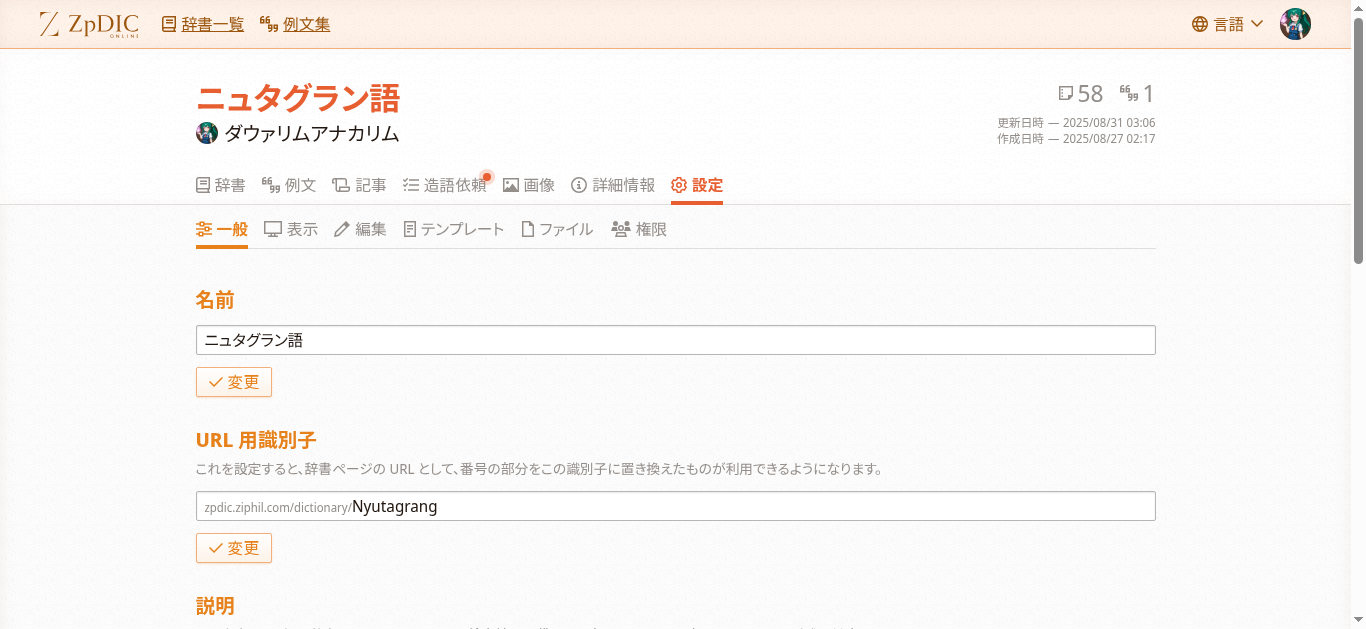 ZpDIC ONLINE 辞書一覧 例文集 言語
ニュタグラン語 58 1
ダウァリムアナカリム
更新日時 — 2025/08/31 03:06
作成日時 — 2025/08/27 02:17
辞書 例文 記事 造語依頼 画像 詳細情報 設定
一般 表示 編集 テンプレート ファイル 権限
名前
ニュタグラン語
変更
URL 用識別子
これを設定すると、辞書ページの URL として、番号の部分をこの識別子に置き換えたものが利用できるようになります。
zpdic.ziphil.com/dictionary/Nyutagrang
変更
説明